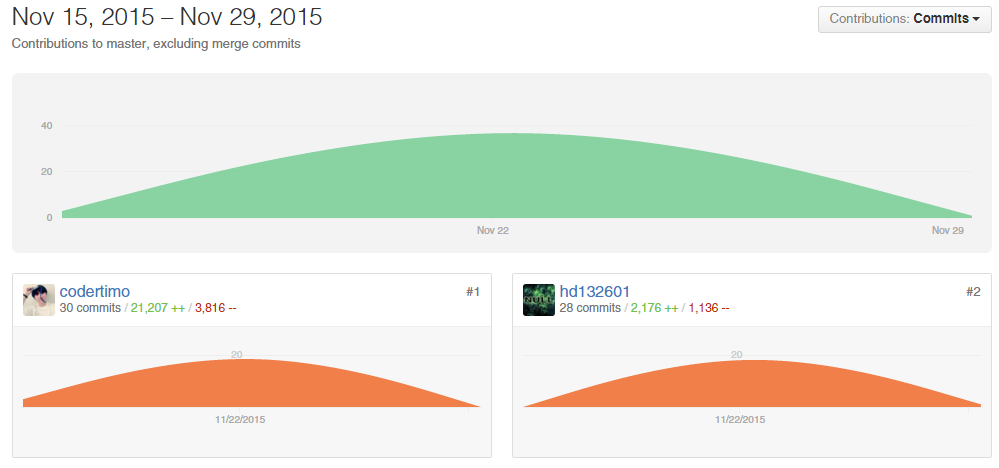 Nov 15, 2015 – Nov 29, 2015
Contributions: Commits
Contributions to master, excluding merge commits
40
20
0
Nov 22
Nov 29
codertimo
#1
30 commits / 21,207 ++ / 3,816 --
20
11/22/2015
hd132601
#2
28 commits / 2,176 ++ / 1,136 --
20
11/22/2015
NULL